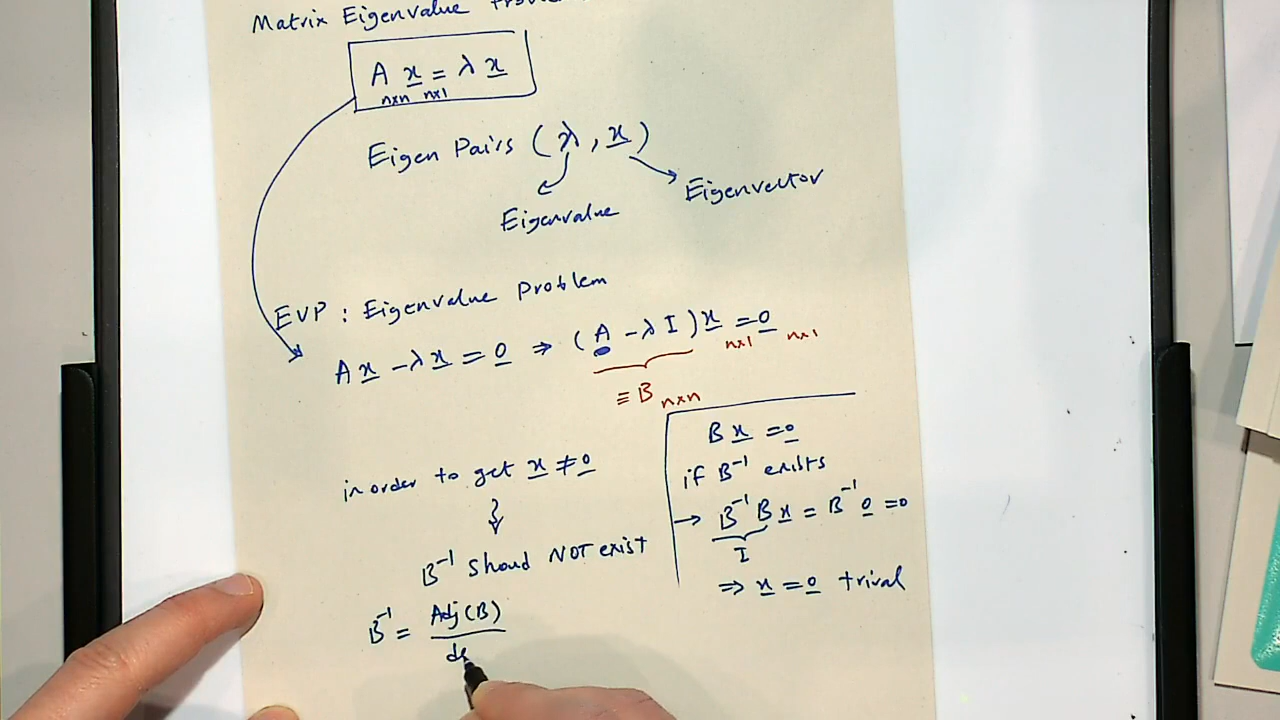 Matrix Eigenvalue
A x = λ x
nxn nx1
Eigen Pairs (λ, x)
Eigenvector
Eigenvalue
EVP : Eigenvalue Problem
A x - λ x = 0 ⇒ (A - λ I) x = 0
nx1 nx1
≡ B nxn
B x = 0
if B⁻¹ exists
→ B⁻¹ B x = B⁻¹ 0 = 0
I
⇒ x = 0 trival
in order to get x ≠ 0
B⁻¹ shoud NOT exist
B⁻¹ = Adj(B)
de